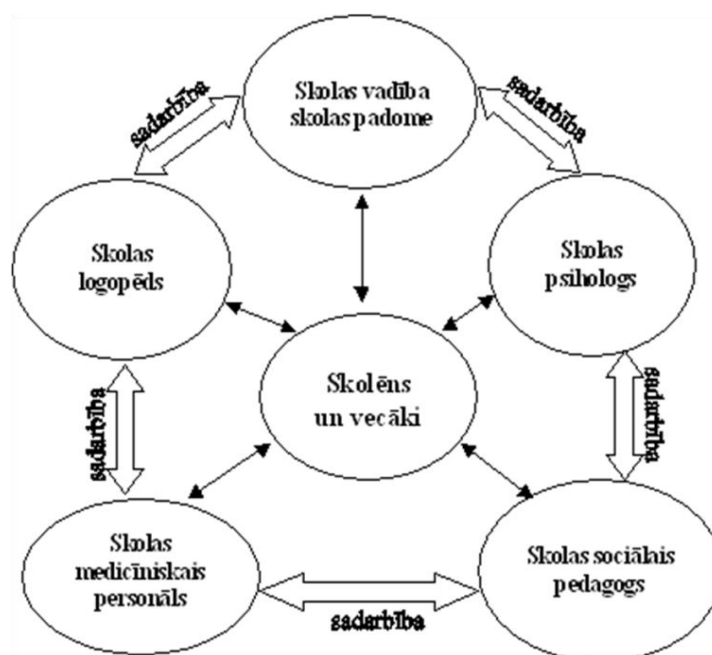 Skolas vadība
skolas padome
sadarbība
sadarbība
Skolas
logopēds
Skolas
psihologs
Skolēns
un vecāki
sadarbība
sadarbība
Skolas
medicīniskais
personāls
Skolas sociālais
pedagogs
sadarbība